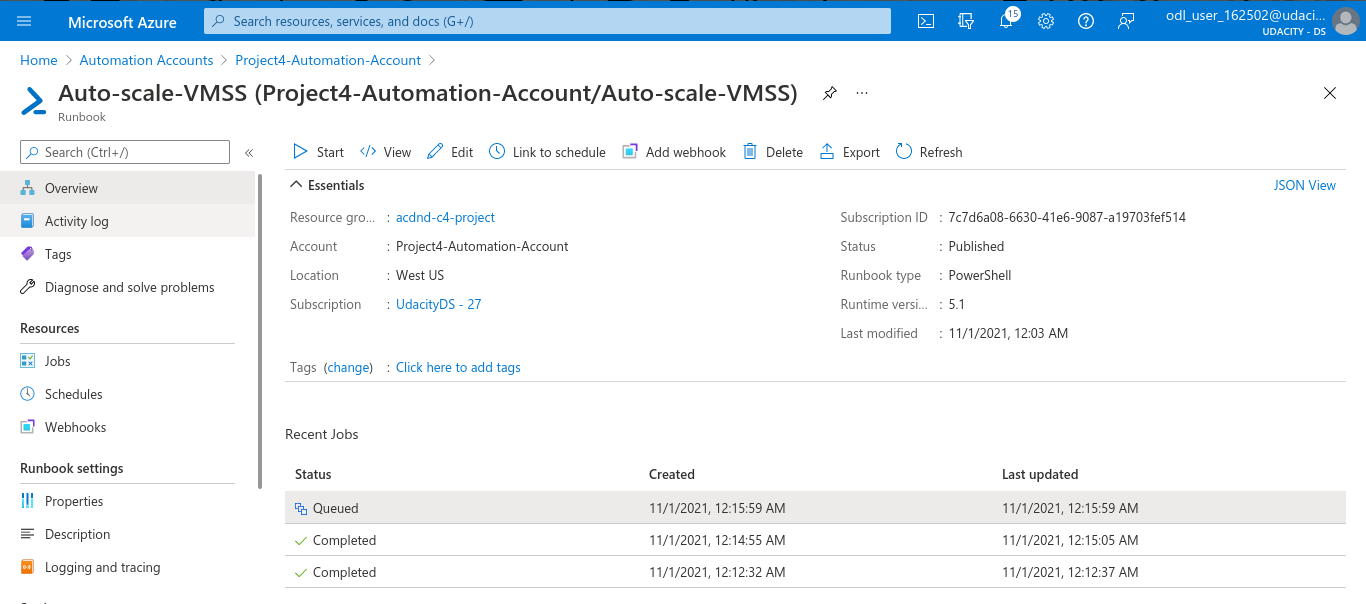 Microsoft Azure
Search resources, services, and docs (G+/)
15
odl_user_162502@udaci...
UDACITY - DS
Home > Automation Accounts > Project4-Automation-Account >
Auto-scale-VMSS (Project4-Automation-Account/Auto-scale-VMSS)
...
Runbook
Search (Ctrl+/)
«
Overview
Activity log
Tags
Diagnose and solve problems
Resources
Jobs
Schedules
Webhooks
Runbook settings
Properties
Description
Logging and tracing
Start View Edit Link to schedule Add webhook Delete Export Refresh
Essentials
JSON View
Resource gro... : acdnd-c4-project
Account : Project4-Automation-Account
Location : West US
Subscription : UdacityDS - 27
Subscription ID : 7c7d6a08-6630-41e6-9087-a19703fef514
Status : Published
Runbook type : PowerShell
Runtime versi... : 5.1
Last modified : 11/1/2021, 12:03 AM
Tags (change) : Click here to add tags
Recent Jobs
Status Created Last updated
Queued 11/1/2021, 12:15:59 AM 11/1/2021, 12:15:59 AM
Completed 11/1/2021, 12:14:55 AM 11/1/2021, 12:15:05 AM
Completed 11/1/2021, 12:12:32 AM 11/1/2021, 12:12:37 AM